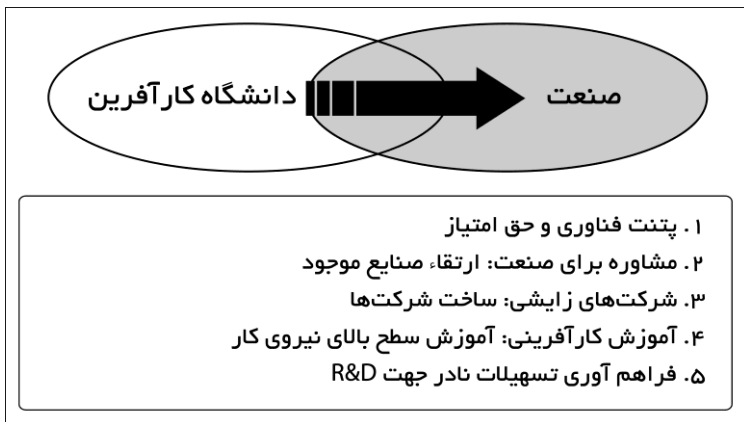 دانشگاه کارآفرین
صنعت
۱. پتنت فناوری و حق امتیاز
۲. مشاوره برای صنعت: ارتقاء صنایع موجود
۳. شرکت‌های زایشی: ساخت شرکت‌ها
۴. آموزش کارآفرینی: آموزش سطح بالای نیروی کار
۵. فراهم آوری تسهیلات نادر جهت R&D